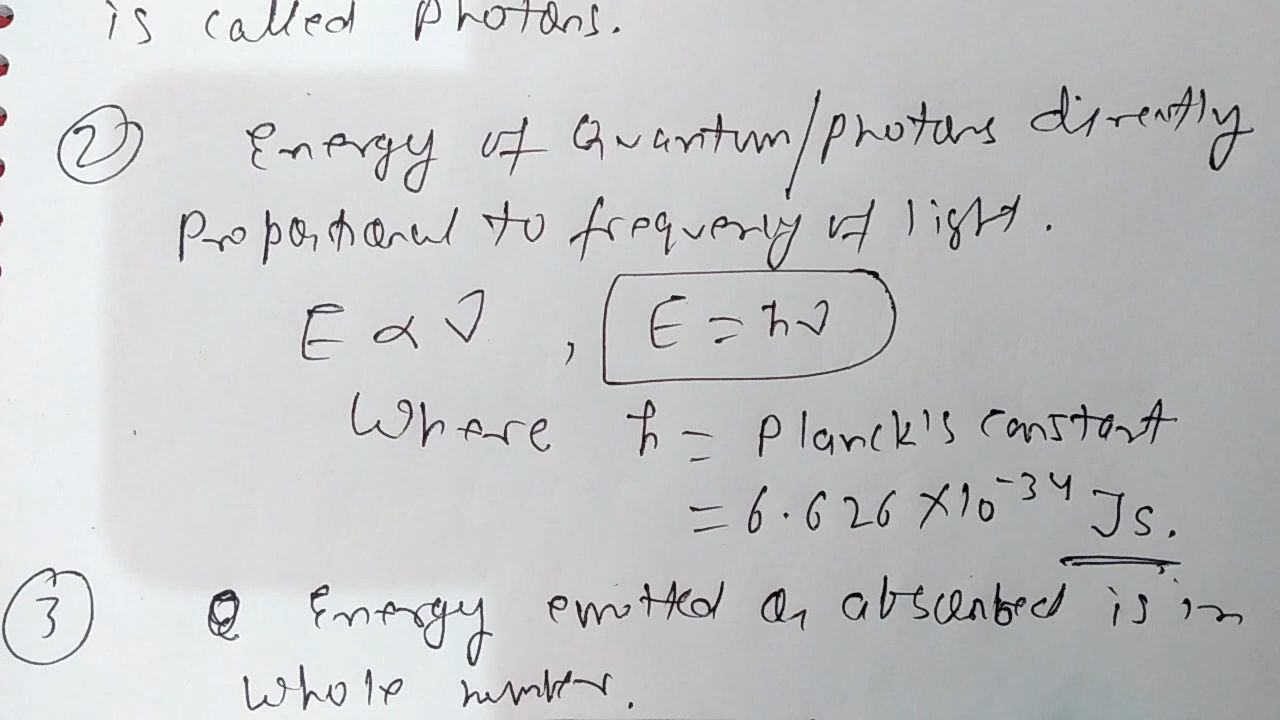 is called photons.
② Energy of Quantum/photons directly
proportional to frequency of light.
E ∝ ν , E = hν
Where ħ = Planck's constant
= 6.626 ×10⁻³⁴ Js.
③ Energy emitted or absorbed is in
whole number.